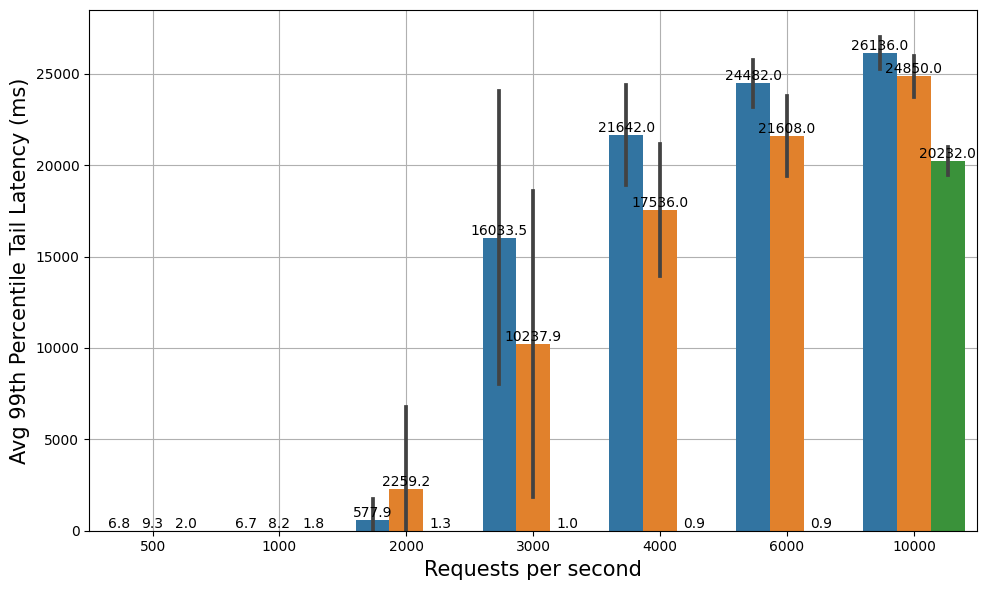 Avg 99th Percentile Tail Latency (ms)
25000
20000
15000
10000
5000
0
6.8 9.3 2.0
6.7 8.2 1.8
577.9 2259.2 1.3
16033.5 10237.9 1.0
21642.0 17536.0 0.9
24482.0 21608.0 0.9
26136.0 24850.0 20232.0
500 1000 2000 3000 4000 6000 10000
Requests per second